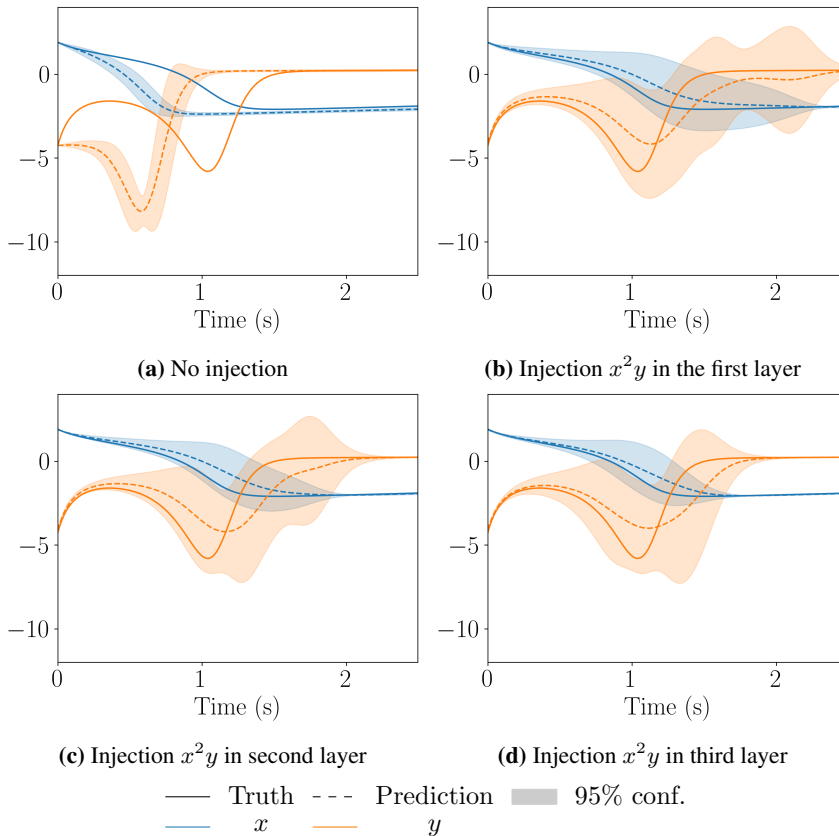 0
−5
−10
0
1
2
Time (s)
(a) No injection
0
−5
−10
0
1
2
Time (s)
(b) Injection x²y in the first layer
0
−5
−10
0
1
2
Time (s)
(c) Injection x²y in second layer
0
−5
−10
0
1
2
Time (s)
(d) Injection x²y in third layer
Truth Prediction 95% conf.
x y